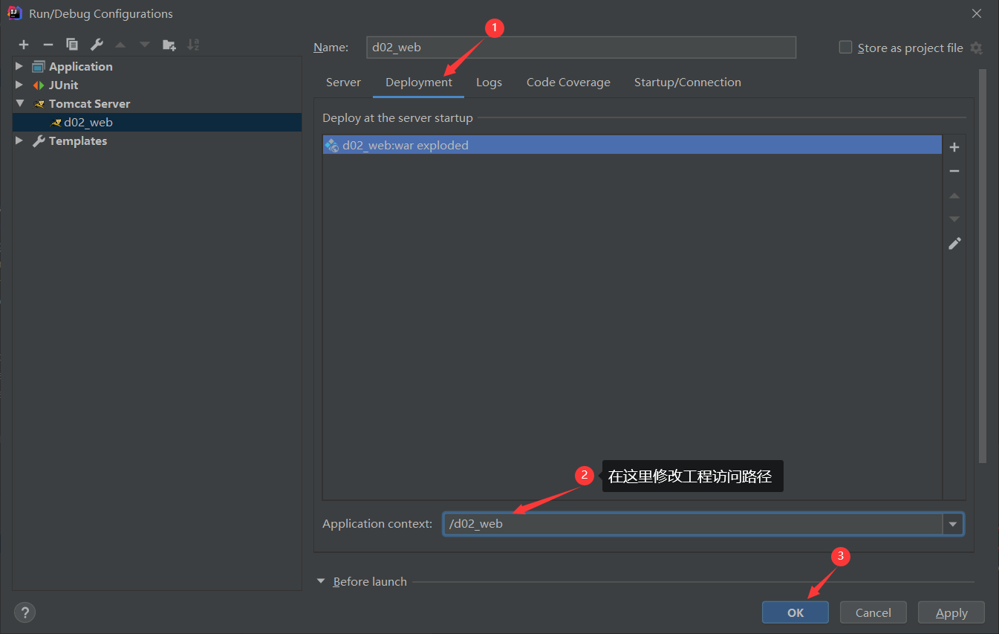 Run/Debug Configurations
Application
JUnit
Tomcat Server
d02_web
Templates
1
Name: d02_web
Store as project file
Server Deployment Logs Code Coverage Startup/Connection
Deploy at the server startup
d02_web:war exploded
2 在这里修改工程访问路径
Application context: /d02_web
3
Before launch
? OK Cancel Apply